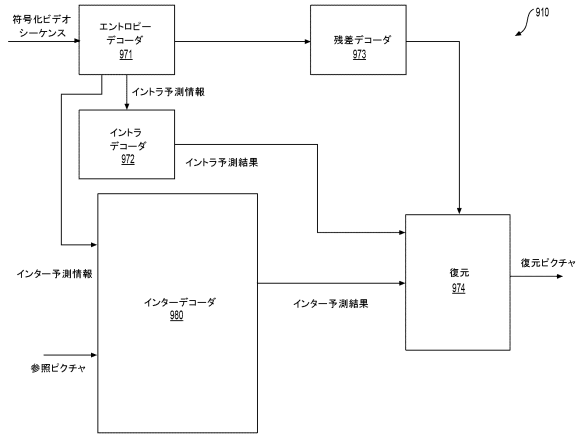 符号化ビデオ
シーケンス
エントロピー
デコーダ
971
残差デコーダ
973
910
イントラ予測情報
イントラ
デコーダ
972
イントラ予測結果
インター予測情報
インターデコーダ
980
インター予測結果
復元
974
復元ピクチャ
参照ピクチャ